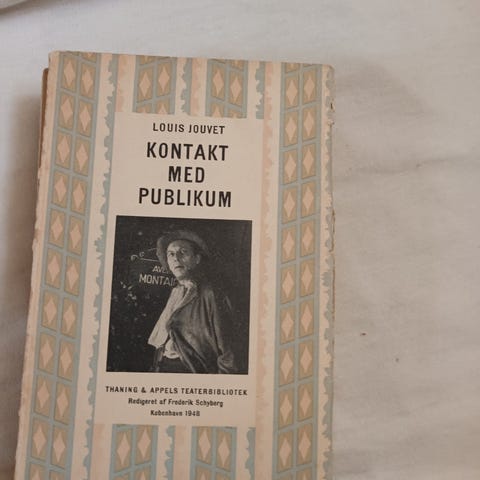 LOUIS JOUVET
KONTAKT
MED
PUBLIKUM
AVE
MONTAI
THANING & APPELS TEATERBIBLIOTEK
Redigeret af Frederik Schyberg
København 1948